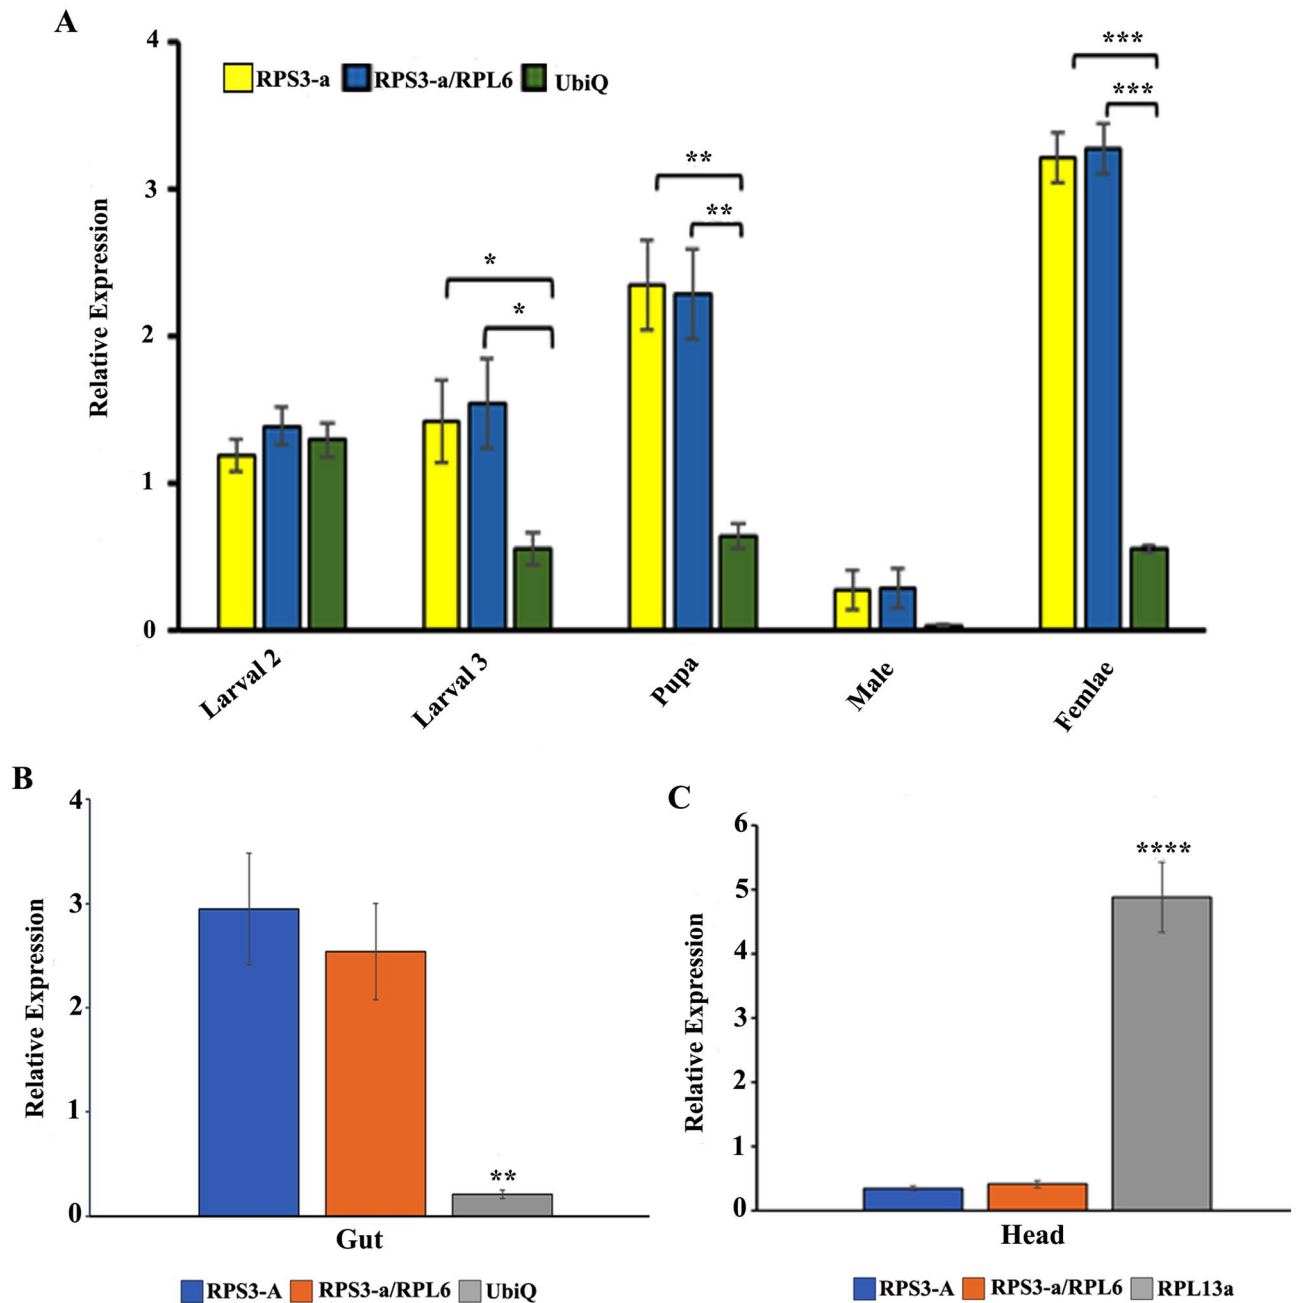 A
4
RPS3-a RPS3-a/RPL6 UbiQ
***
***
3
**
**
*
*
2
1
0
Relative Expression
Larval 2 Larval 3 Pupa Male Femlae
B
4
3
2
1
0
Relative Expression
**
Gut
RPS3-A RPS3-a/RPL6 UbiQ
C
6
5
4
3
2
1
0
Relative Expression
****
Head
RPS3-A RPS3-a/RPL6 RPL13a